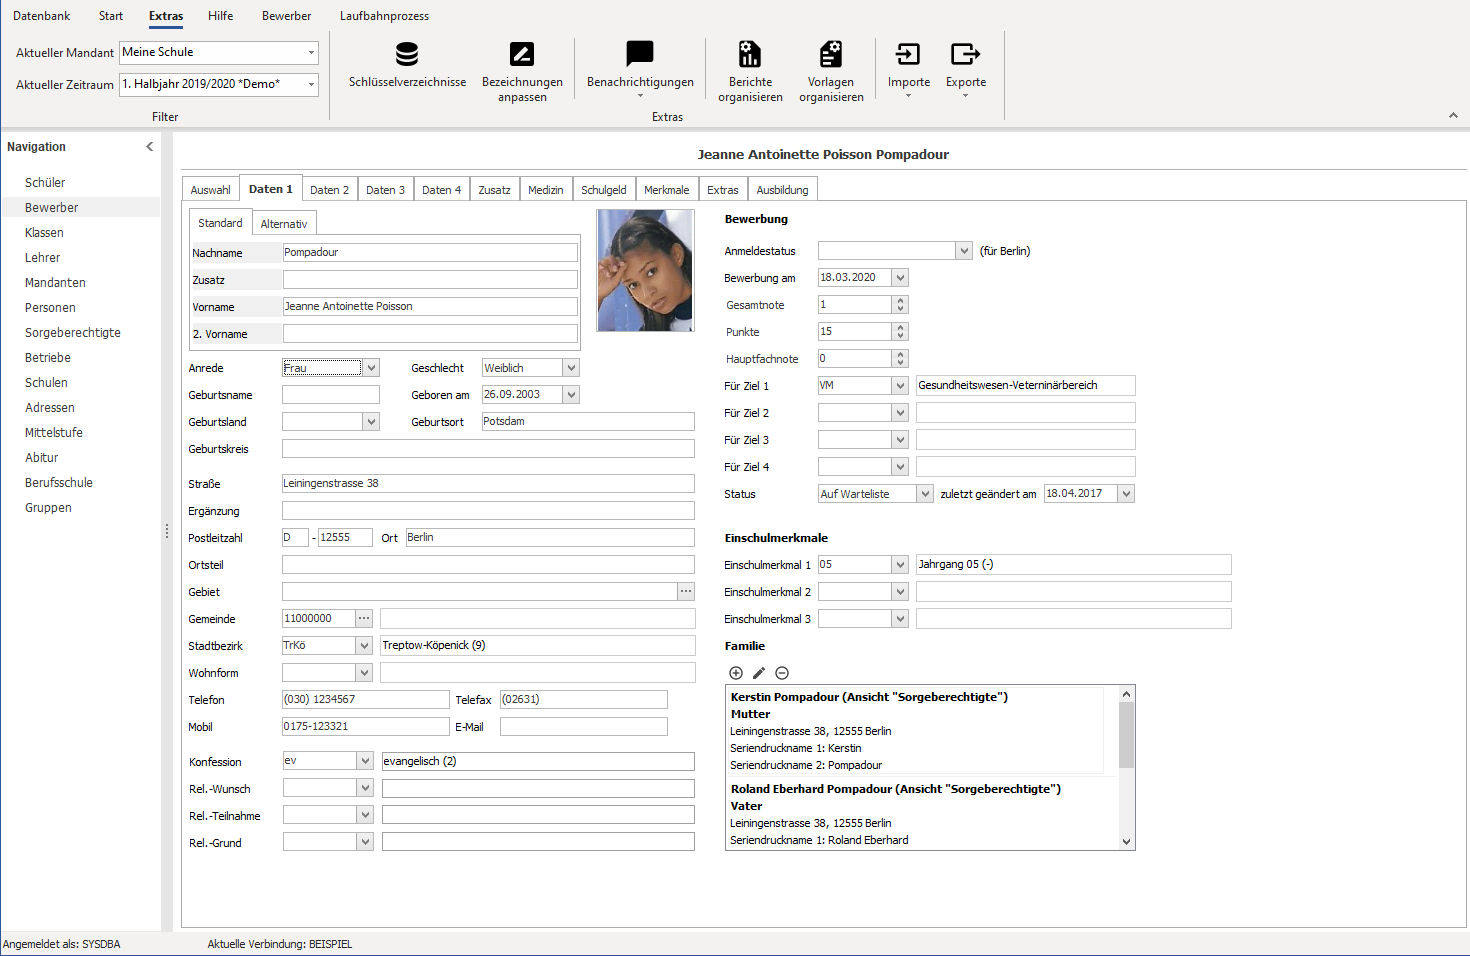 Datenbank Start Extras Hilfe Bewerber Laufbahnprozess
Aktueller Mandant Meine Schule
Aktueller Zeitraum 1. Halbjahr 2019/2020 *Demo*
Filter
Schlüsselverzeichnisse
Bezeichnungen anpassen
Benachrichtigungen
Berichte organisieren
Vorlagen organisieren
Importe
Exporte
Extras
Navigation
Schüler
Bewerber
Klassen
Lehrer
Mandanten
Personen
Sorgeberechtigte
Betriebe
Schulen
Adressen
Mittelstufe
Abitur
Berufsschule
Gruppen
Jeanne Antoinette Poisson Pompadour
Auswahl Daten 1 Daten 2 Daten 3 Daten 4 Zusatz Medizin Schulgeld Merkmale Extras Ausbildung
Standard Alternativ
Nachname Pompadour
Zusatz
Vorname Jeanne Antoinette Poisson
2. Vorname
Anrede Frau Geschlecht Weiblich
Geburtsname Geboren am 26.09.2003
Geburtsland Geburtsort Potsdam
Geburtskreis
Straße Leiningenstrasse 38
Ergänzung
Postleitzahl D - 12555 Ort Berlin
Ortsteil
Gebiet ...
Gemeinde 11000000 ...
Stadtbezirk TrKö Treptow-Köpenick (9)
Wohnform
Telefon (030) 1234567 Telefax (02631)
Mobil 0175-123321 E-Mail
Konfession ev evangelisch (2)
Rel.-Wunsch
Rel.-Teilnahme
Rel.-Grund
Bewerbung
Anmeldestatus (für Berlin)
Bewerbung am 18.03.2020
Gesamtnote 1
Punkte 15
Hauptfachnote 0
Für Ziel 1 VM Gesundheitswesen-Veterninärbereich
Für Ziel 2
Für Ziel 3
Für Ziel 4
Status Auf Warteliste zuletzt geändert am 18.04.2017
Einschulmerkmale
Einschulmerkmal 1 05 Jahrgang 05 (-)
Einschulmerkmal 2
Einschulmerkmal 3
Familie
Kerstin Pompadour (Ansicht "Sorgeberechtigte")
Mutter
Leiningenstrasse 38, 12555 Berlin
Seriendruckname 1: Kerstin
Seriendruckname 2: Pompadour
Roland Eberhard Pompadour (Ansicht "Sorgeberechtigte")
Vater
Leiningenstrasse 38, 12555 Berlin
Seriendruckname 1: Roland Eberhard
Angemeldet als: SYSDBA Aktuelle Verbindung: BEISPIEL